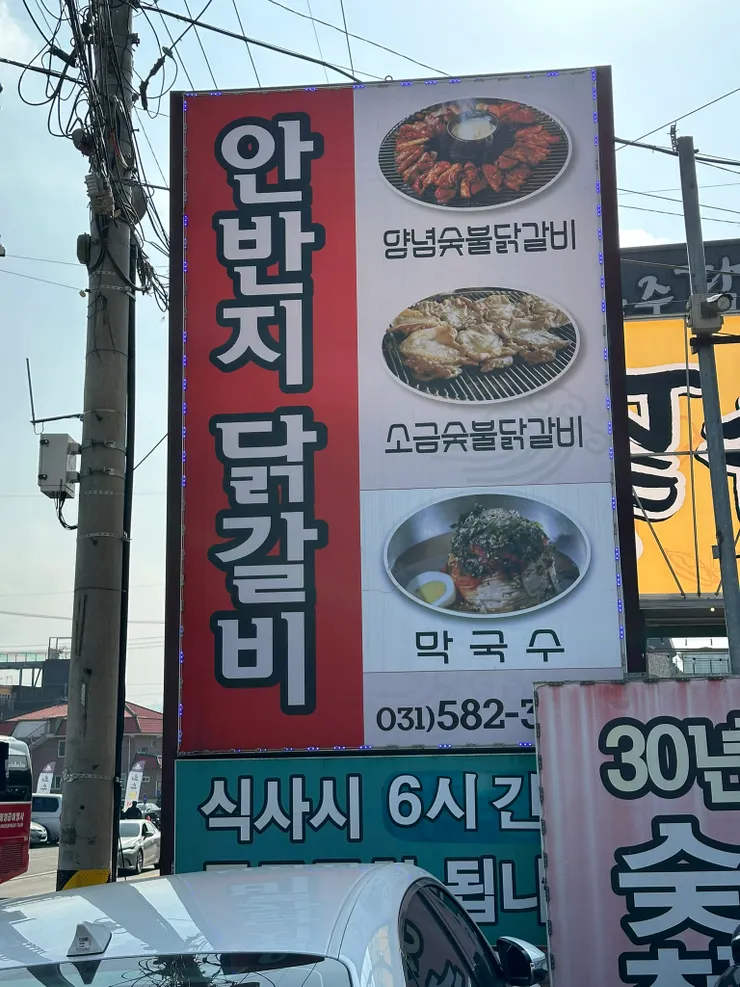 안반지 닭갈비
양념숯불닭갈비
소금숯불닭갈비
막국수
031)582-3
식사시 6시간
됩니
30년
숯